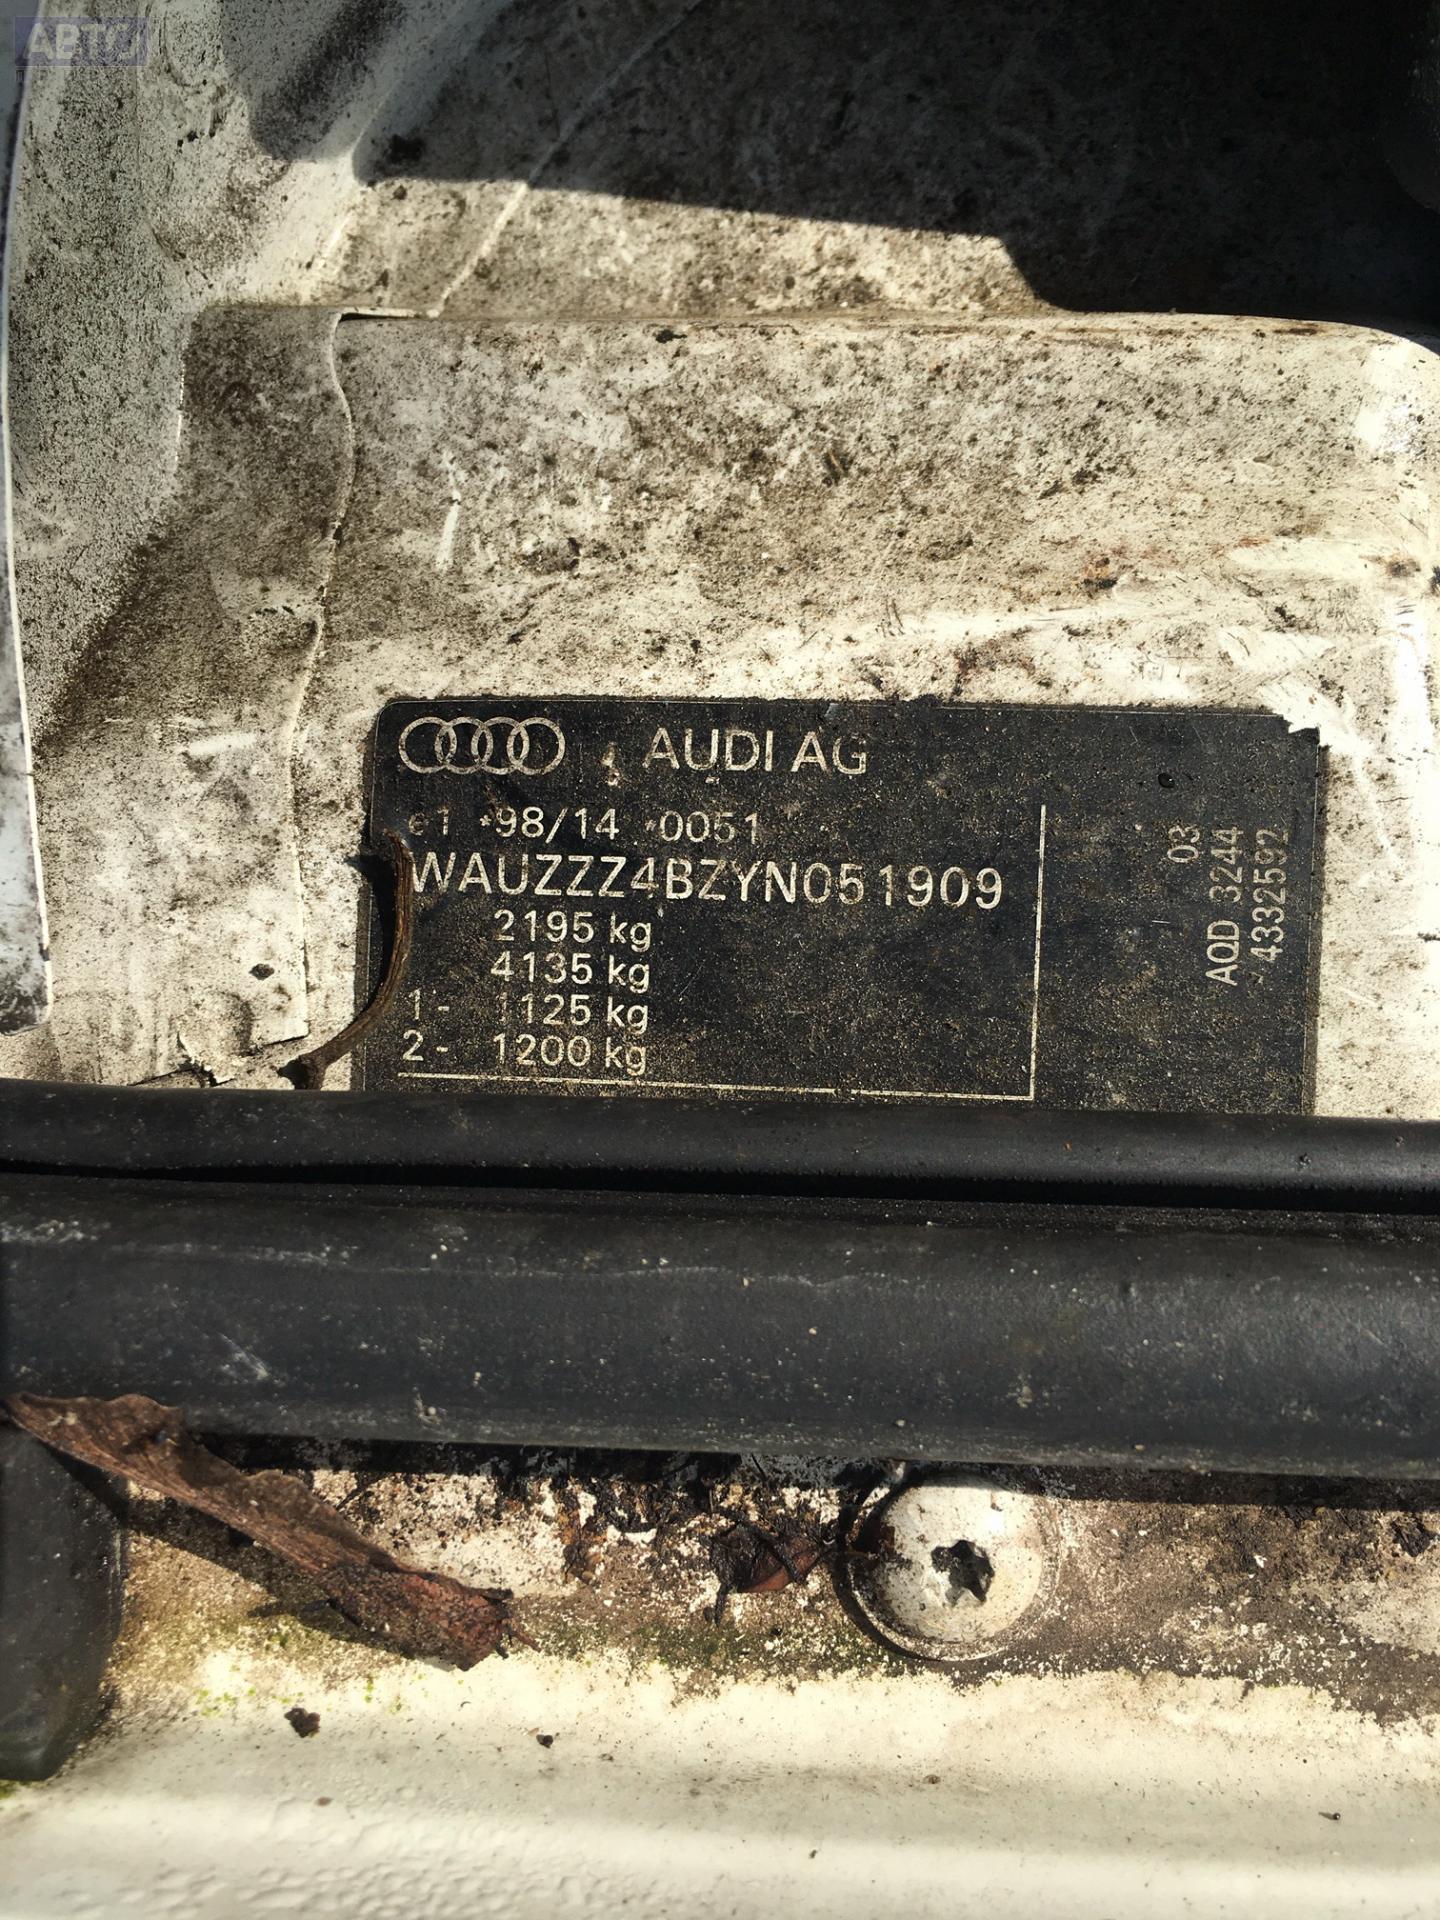 АВТО
AUDI AG
e1 *98/14 *0051
WAUZZZ4BZYN051909
2195 kg
4135 kg
1 - 1125 kg
2 - 1200 kg
03
AQD 3244
4332592